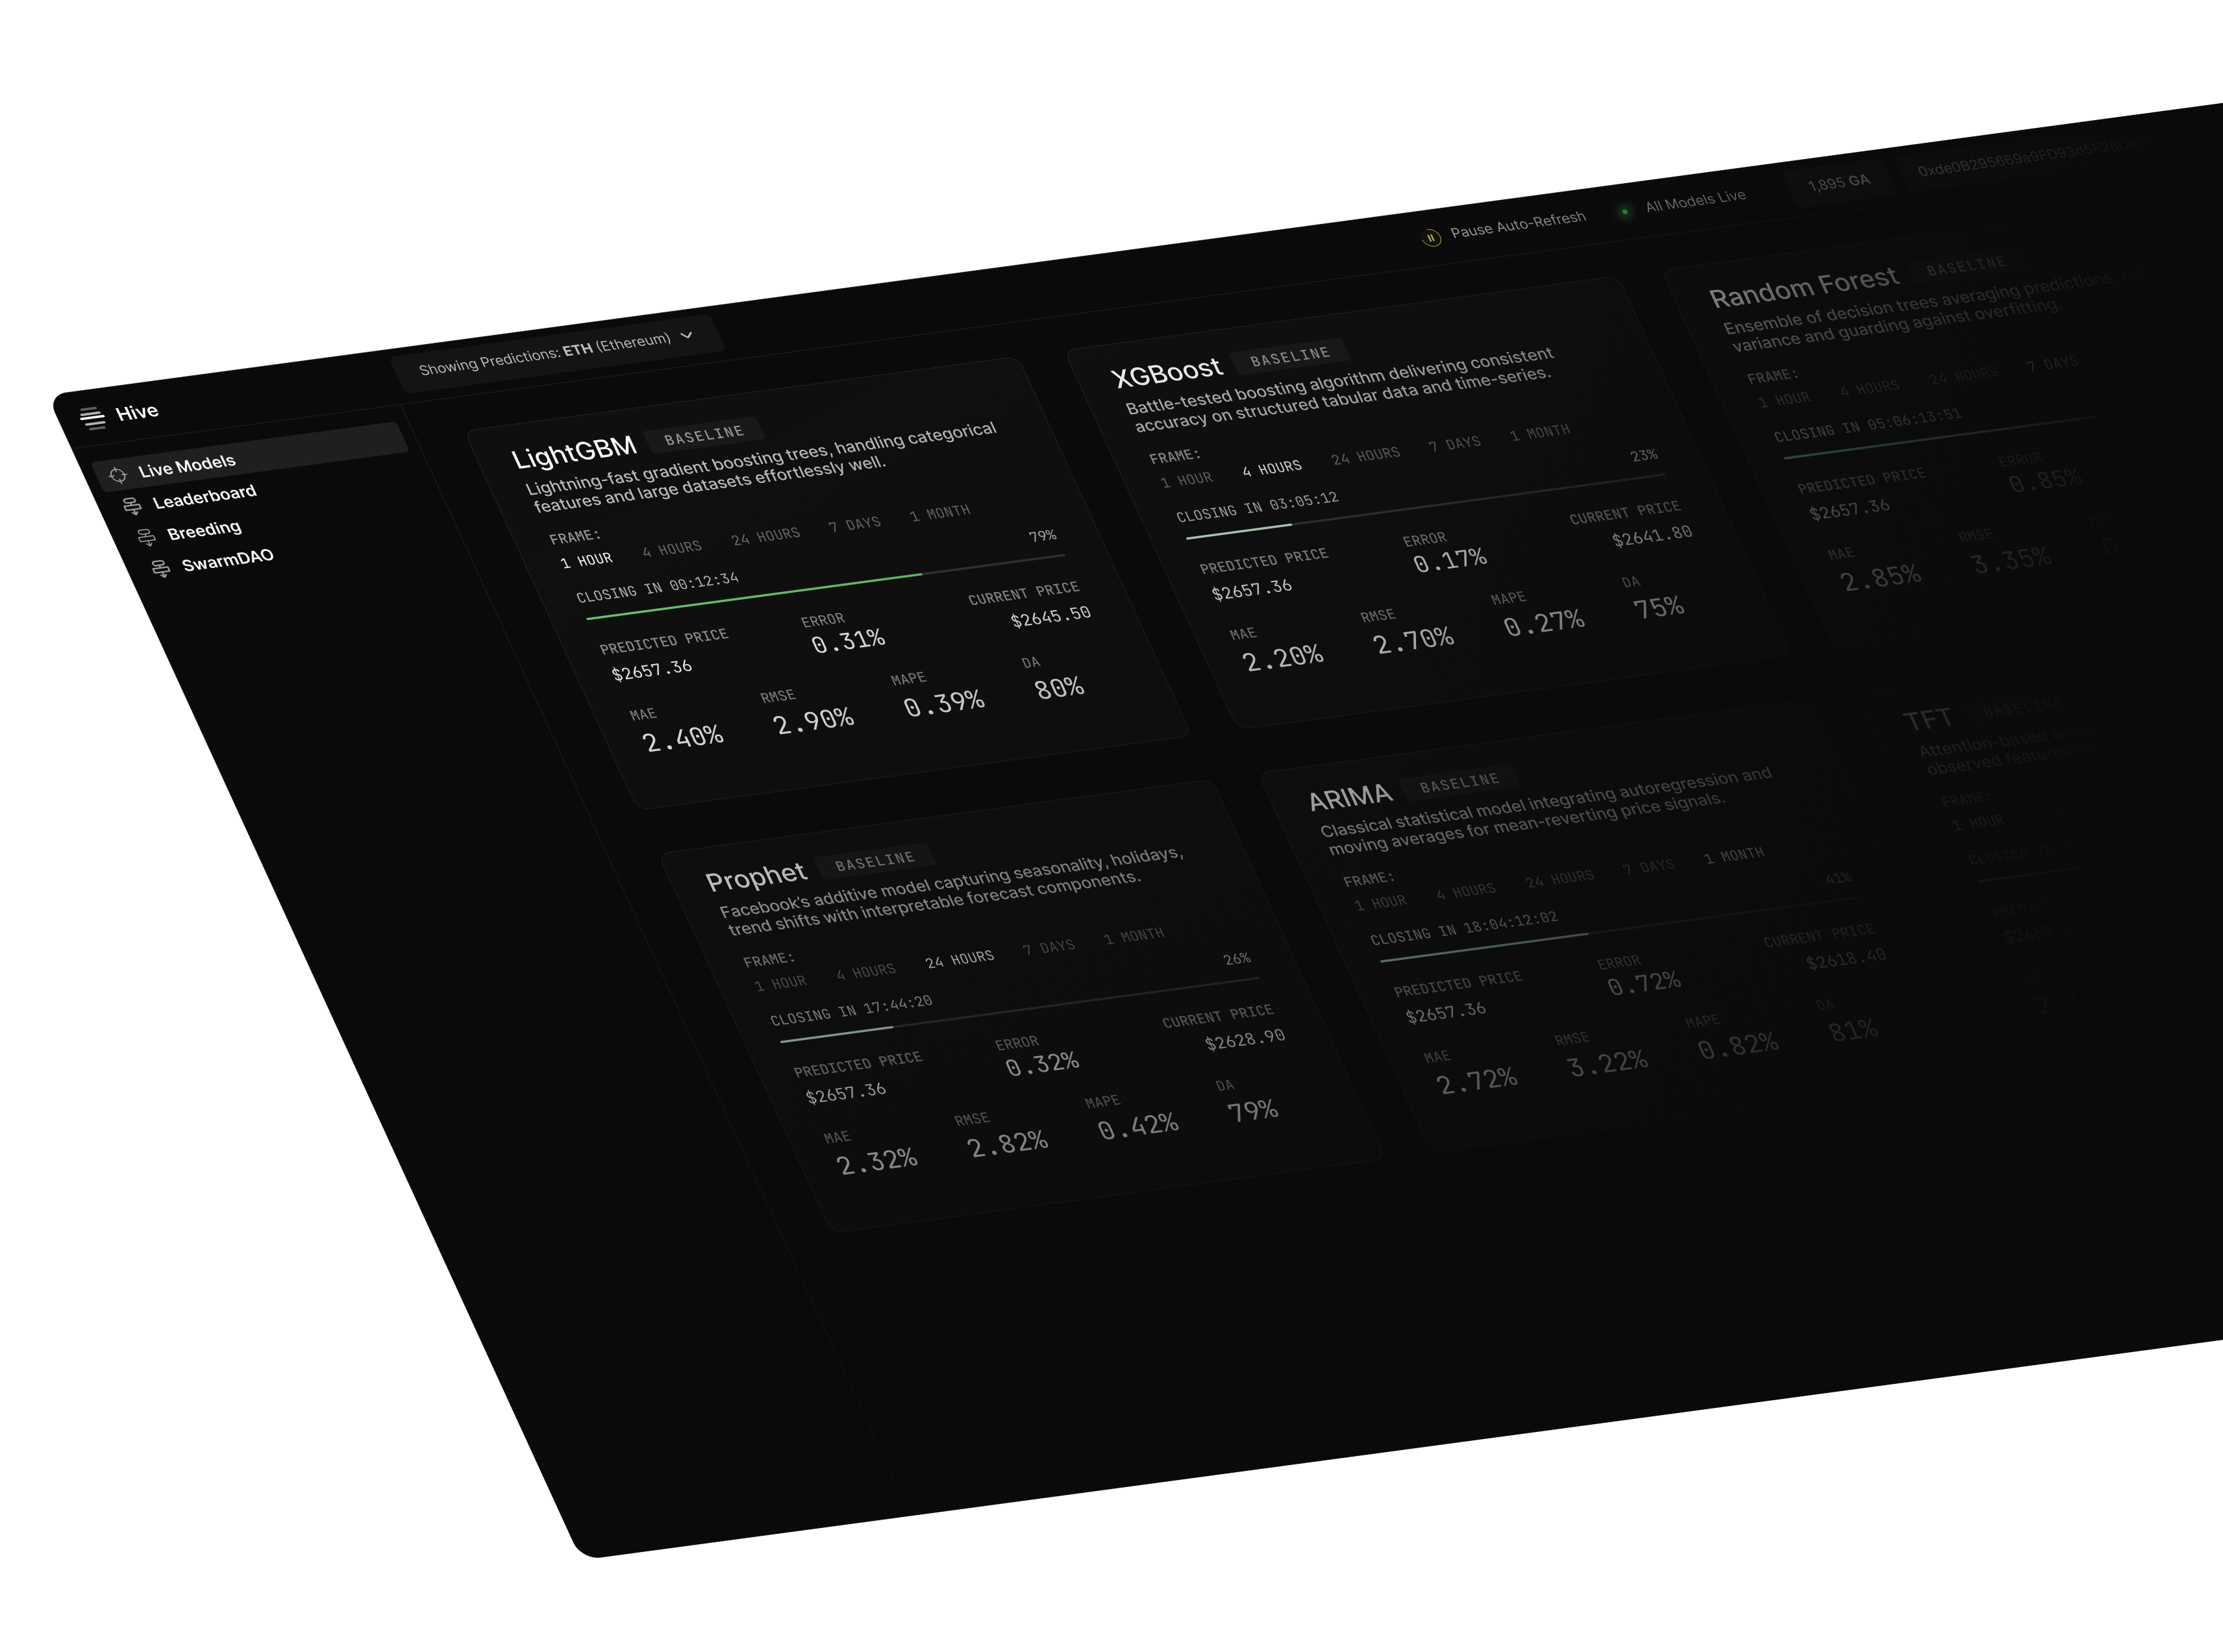 Hive
Showing Predictions: ETH (Ethereum)
Pause Auto-Refresh
All Models Live
1,895 GA
Live Models
Leaderboard
Breeding
SwarmDAO
LightGBM BASELINE
Lightning-fast gradient boosting trees, handling categorical
features and large datasets effortlessly well.
FRAME:
1 HOUR 4 HOURS 24 HOURS 7 DAYS 1 MONTH
CLOSING IN 00:12:34 79%
PREDICTED PRICE ERROR CURRENT PRICE
$2657.36 0.31% $2645.50
MAE RMSE MAPE DA
2.40% 2.90% 0.39% 80%
XGBoost BASELINE
Battle-tested boosting algorithm delivering consistent
accuracy on structured tabular data and time-series.
FRAME:
1 HOUR 4 HOURS 24 HOURS 7 DAYS 1 MONTH
CLOSING IN 03:05:12 23%
PREDICTED PRICE ERROR CURRENT PRICE
$2657.36 0.17% $2641.80
MAE RMSE MAPE DA
2.20% 2.70% 0.27% 75%
Random Forest BASELINE
Ensemble of decision trees averaging predictions,
variance and guarding against overfitting.
FRAME:
1 HOUR 4 HOURS 24 HOURS 7 DAYS
CLOSING IN 05:06:13:51
PREDICTED PRICE ERROR
$2657.36 0.85%
MAE RMSE
2.85% 3.35%
Prophet BASELINE
Facebook's additive model capturing seasonality, holidays,
trend shifts with interpretable forecast components.
FRAME:
1 HOUR 4 HOURS 24 HOURS 7 DAYS 1 MONTH
CLOSING IN 17:44:20 26%
PREDICTED PRICE ERROR CURRENT PRICE
$2657.36 0.32% $2628.90
MAE RMSE MAPE DA
2.32% 2.82% 0.42% 79%
ARIMA BASELINE
Classical statistical model integrating autoregression and
moving averages for mean-reverting price signals.
FRAME:
1 HOUR 4 HOURS 24 HOURS 7 DAYS 1 MONTH
CLOSING IN 18:04:12:02 41%
PREDICTED PRICE ERROR CURRENT PRICE
$2657.36 0.72% $2618.40
MAE RMSE MAPE DA
2.72% 3.22% 0.82% 81%
TFT BASELINE
Attention-based
observed features
FRAME:
1 HOUR
CLOSING IN